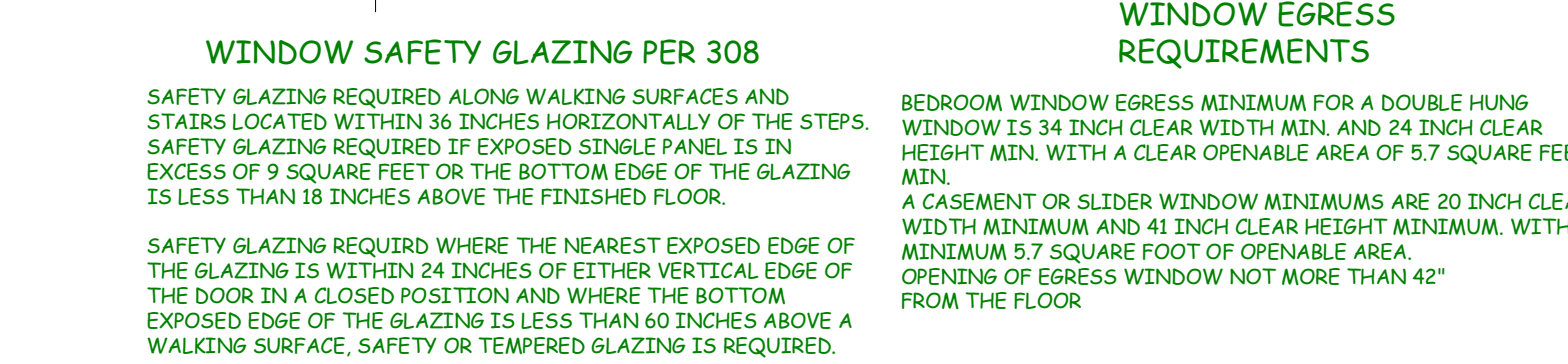 WINDOW SAFETY GLAZING PER 308
SAFETY GLAZING REQUIRED ALONG WALKING SURFACES AND
STAIRS LOCATED WITHIN 36 INCHES HORIZONTALLY OF THE STEPS.
SAFETY GLAZING REQUIRED IF EXPOSED SINGLE PANEL IS IN
EXCESS OF 9 SQUARE FEET OR THE BOTTOM EDGE OF THE GLAZING
IS LESS THAN 18 INCHES ABOVE THE FINISHED FLOOR.
SAFETY GLAZING REQUIRD WHERE THE NEAREST EXPOSED EDGE OF
THE GLAZING IS WITHIN 24 INCHES OF EITHER VERTICAL EDGE OF
THE DOOR IN A CLOSED POSITION AND WHERE THE BOTTOM
EXPOSED EDGE OF THE GLAZING IS LESS THAN 60 INCHES ABOVE A
WALKING SURFACE, SAFETY OR TEMPERED GLAZING IS REQUIRED.
WINDOW EGRESS
REQUIREMENTS
BEDROOM WINDOW EGRESS MINIMUM FOR A DOUBLE HUNG
WINDOW IS 34 INCH CLEAR WIDTH MIN. AND 24 INCH CLEAR
HEIGHT MIN. WITH A CLEAR OPENABLE AREA OF 5.7 SQUARE
MIN.
A CASEMENT OR SLIDER WINDOW MINIMUMS ARE 20 INCH
WIDTH MINIMUM AND 41 INCH CLEAR HEIGHT MINIMUM. WITH
MINIMUM 5.7 SQUARE FOOT OF OPENABLE AREA.
OPENING OF EGRESS WINDOW NOT MORE THAN 42"
FROM THE FLOOR